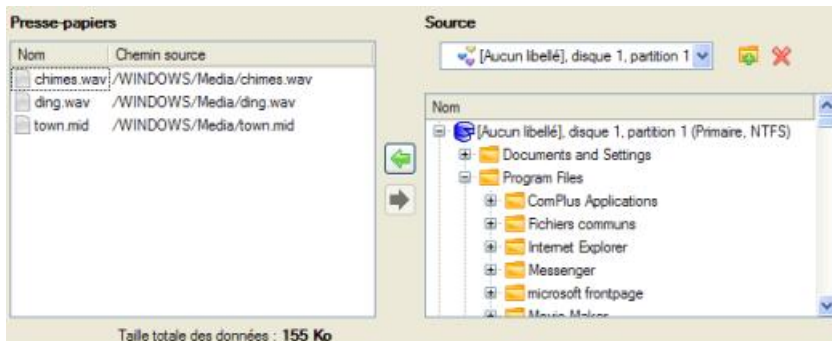 Presse-papiers
Nom Chemin source
chimes.wav /WINDOWS/Media/chimes.wav
ding.wav /WINDOWS/Media/ding.wav
town.mid /WINDOWS/Media/town.mid
Taille totale des données : 155 Ko
Source
[Aucun libellé], disque 1, partition 1
Nom
[Aucun libellé], disque 1, partition 1 (Primaire, NTFS)
Documents and Settings
Program Files
ComPlus Applications
Fichiers communs
Internet Explorer
Messenger
microsoft frontpage
Movie Maker